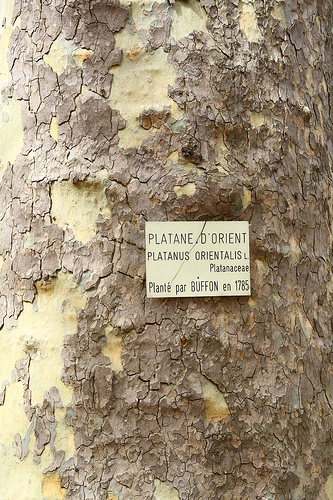 PLATANE D'ORIENT
PLATANUS ORIENTALIS L
Platanaceae
Planté par BUFFON en 1785